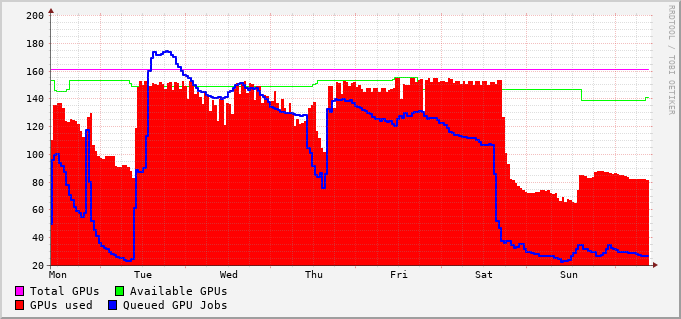 200
180
160
140
120
100
80
60
40
20
Mon Tue Wed Thu Fri Sat Sun
Total GPUs Available GPUs
GPUs used Queued GPU Jobs
RRDTOOL / TOBI OETIKER